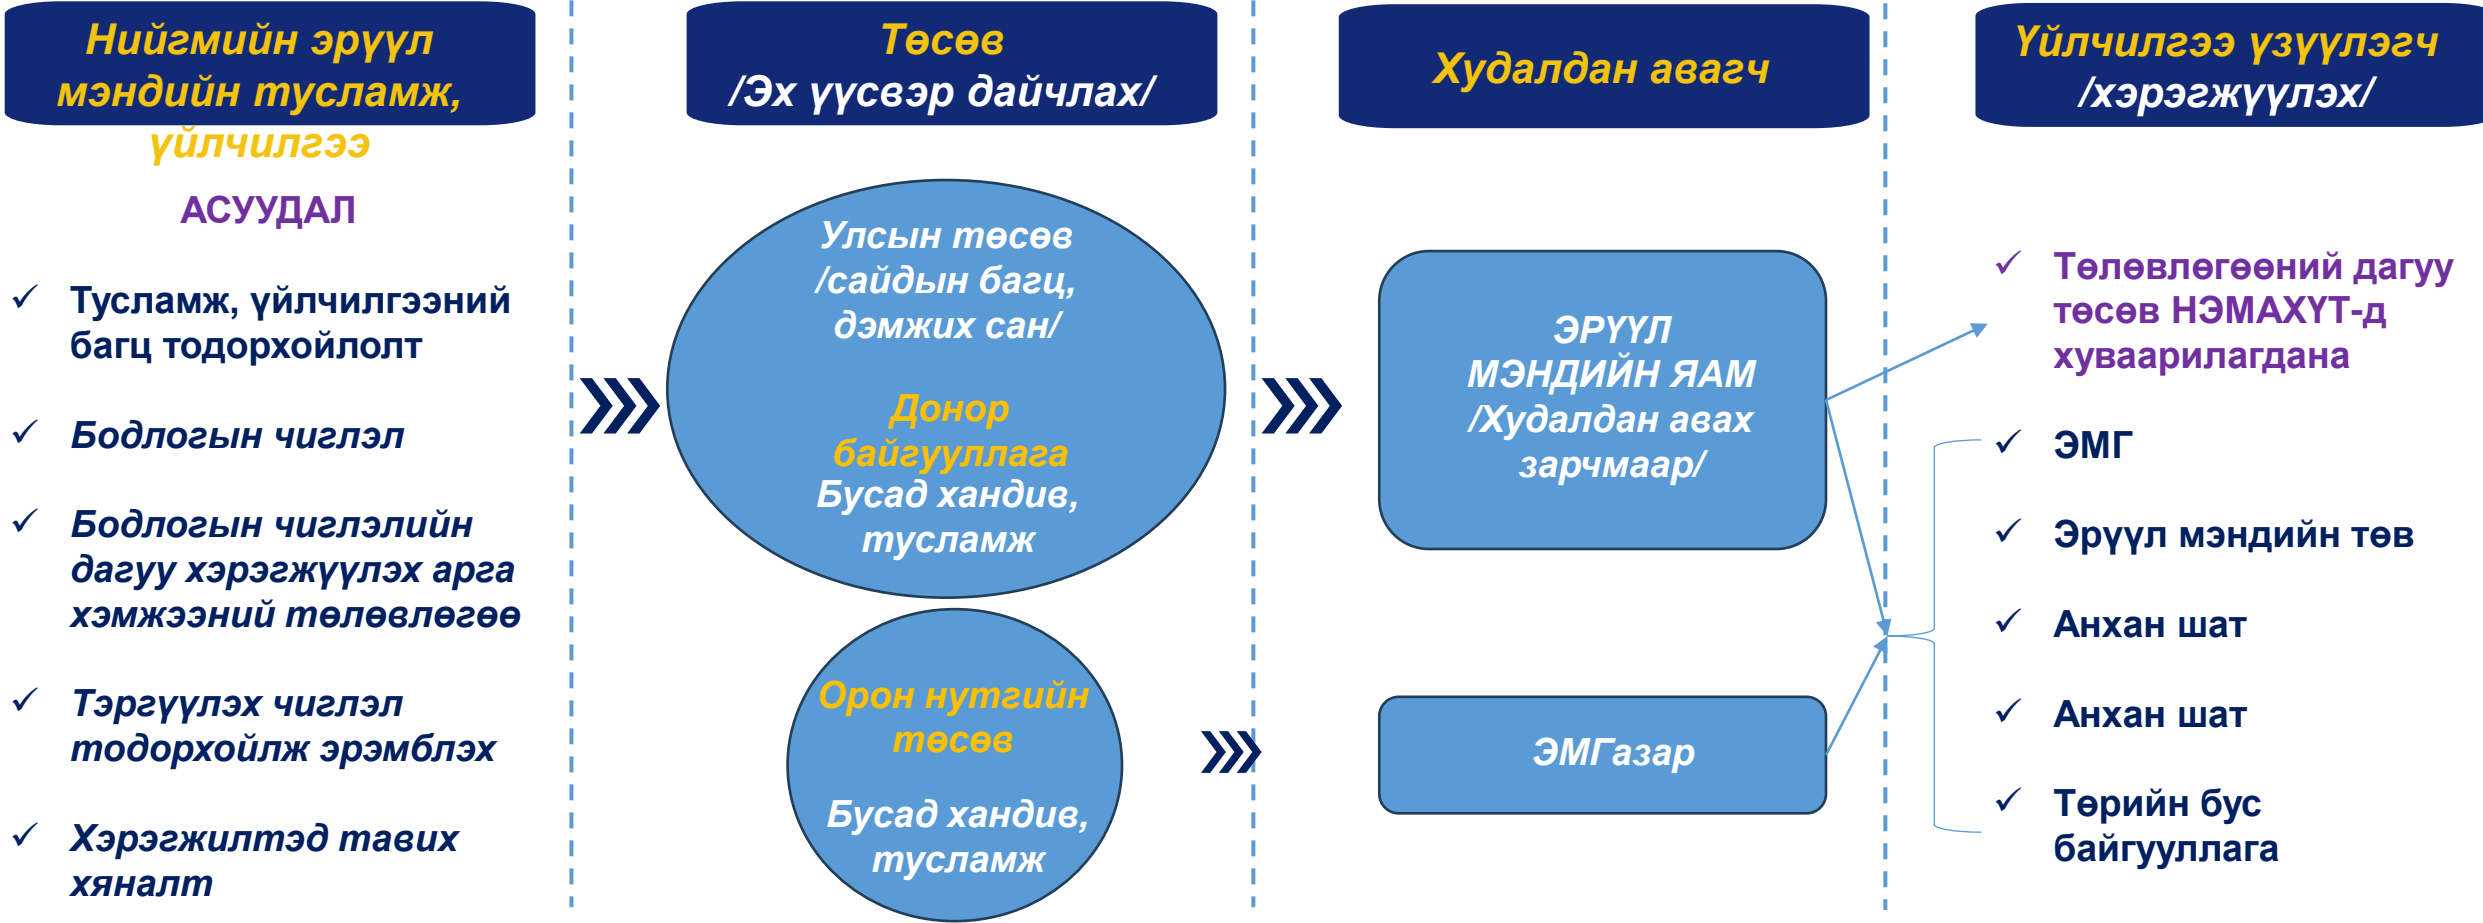 Нийгмийн эрүүл
мэндийн тусламж,
үйлчилгээ
АСУУДАЛ
Тусламж, үйлчилгээний
багц тодорхойлолт
Бодлогын чиглэл
Бодлогын чиглэлийн
дагуу хэрэгжүүлэх арга
хэмжээний төлөвлөгөө
Тэргүүлэх чиглэл
тодорхойлж эрэмблэх
Хэрэгжилтэд тавих
хяналт
Төсөв
/Эх үүсвэр дайчлах/
Улсын төсөв
/сайдын багц,
дэмжих сан/
Донор
байгууллага
Бусад хандив,
тусламж
Орон нутгийн
төсөв
Бусад хандив,
тусламж
Худалдан авагч
ЭРҮҮЛ
МЭНДИЙН ЯАМ
/Худалдан авах
зарчмаар/
ЭМГазар
Үйлчилгээ үзүүлэгч
/хэрэгжүүлэх/
Төлөвлөгөөний дагуу
төсөв НЭМАХҮТ-д
хуваарилагдана
ЭМГ
Эрүүл мэндийн төв
Анхан шат
Анхан шат
Төрийн бус
байгууллага